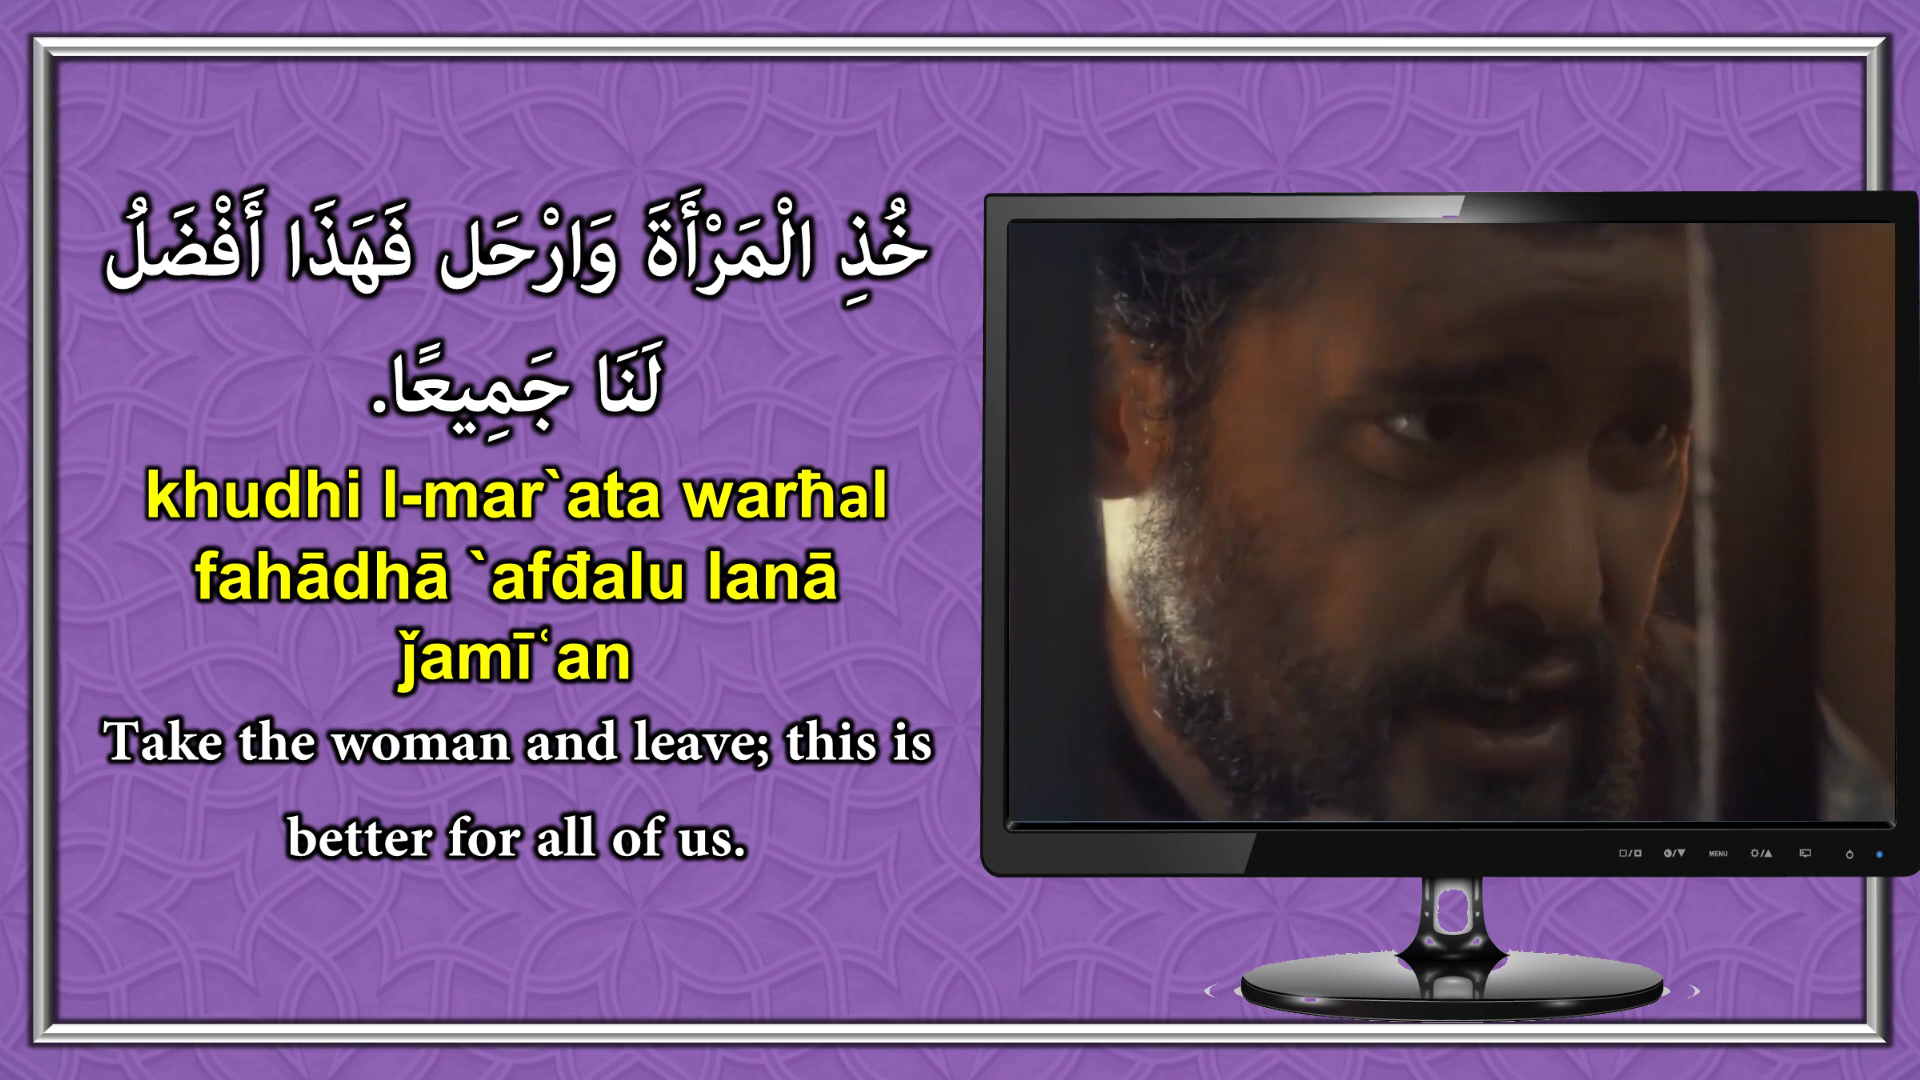 خُذِ الْمَرْأَةَ وَارْحَل فَهَذَا أَفْضَلُ
لَنَا جَمِيعًا.
khudhi l-mar`ata warħal
fahādhā `afđalu lanā
ǰamīʿan
Take the woman and leave; this is
better for all of us.
MENU